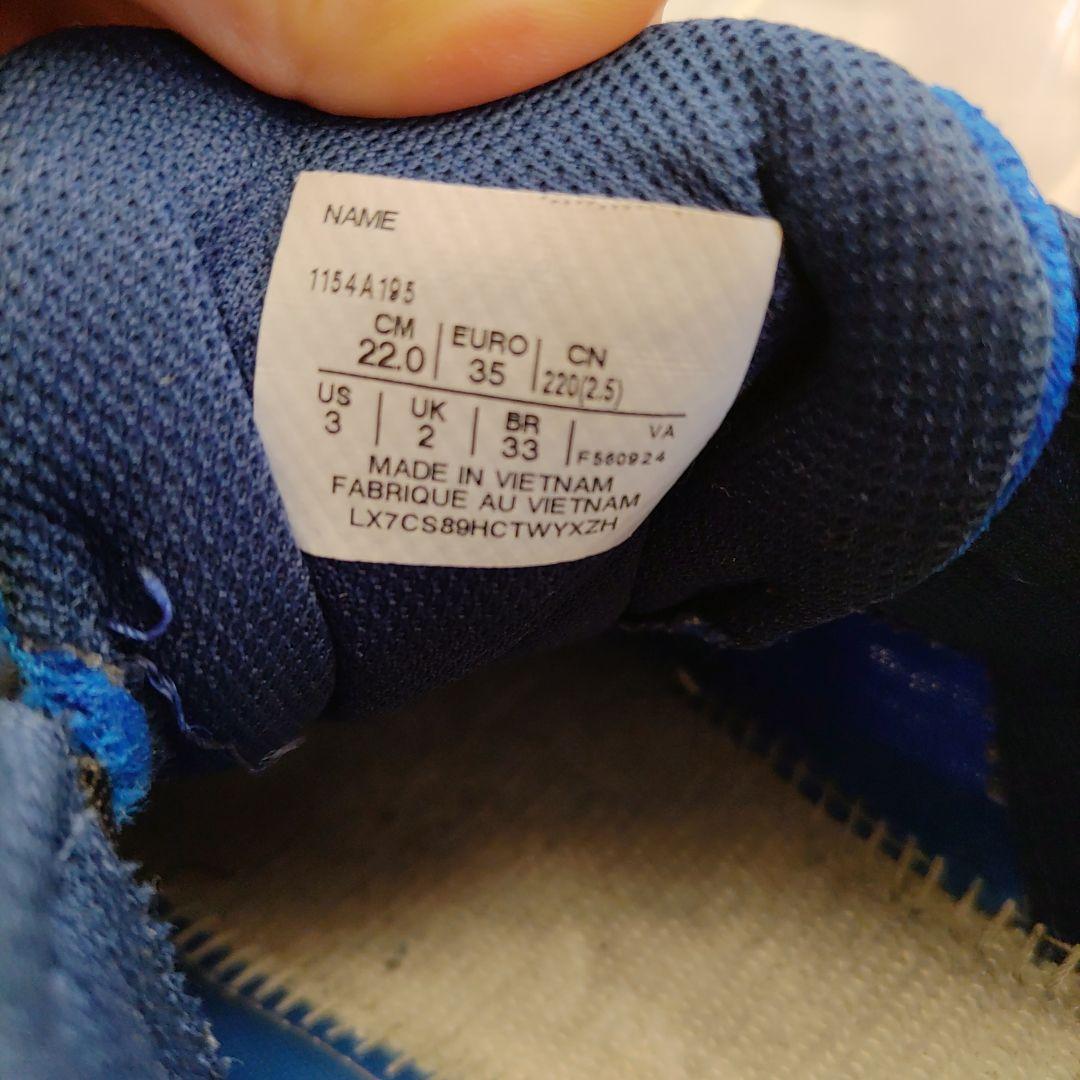 NAME
1154A195
CM EURO CN
22.0 35 220(2.5)
US UK BR VA
3 2 33 F560924
MADE IN VIETNAM
FABRIQUE AU VIETNAM
LX7CS89HCTWYXZH